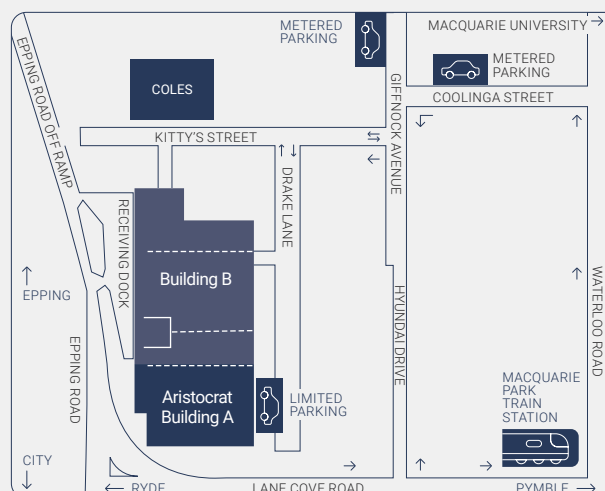 METERED
PARKING
MACQUARIE UNIVERSITY
EPPING ROAD OFF RAMP
METERED
PARKING
COLES
GIFFNOCK AVENUE
COOLINGA STREET
KITTY'S STREET
DRAKE LANE
RECEIVING DOCK
Building B
EPPING
HYUNDAI DRIVE
WATERLOO ROAD
EPPING ROAD
MACQUARIE
PARK
TRAIN
STATION
Aristocrat
Building A
LIMITED
PARKING
CITY
RYDE
LANE COVE ROAD
PYMBLE